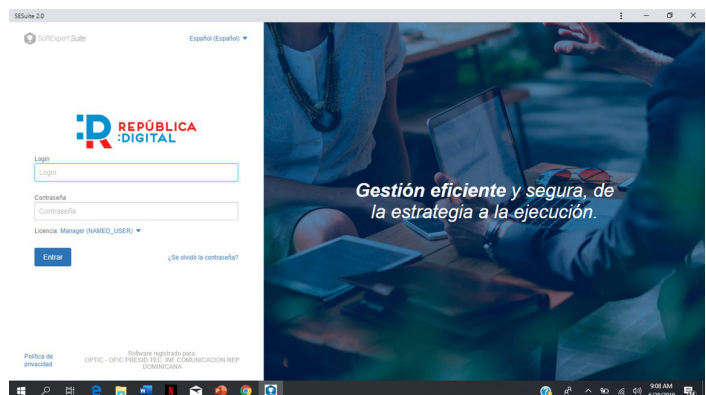 SESuite 2.0
SoftExpert Suite
Español (Español)
REPÚBLICA
:DIGITAL
Login
Login
Contraseña
Contraseña
Licencia: Manager (NAMED_USER)
Entrar
¿Se olvidó la contraseña?
Gestión eficiente y segura, de
la estrategia a la ejecución.
Política de
privacidad
Software registrado para:
OPTIC - OFIC PRESID TEC. INF COMUNICACION REP
DOMINICANA
9:08 AM